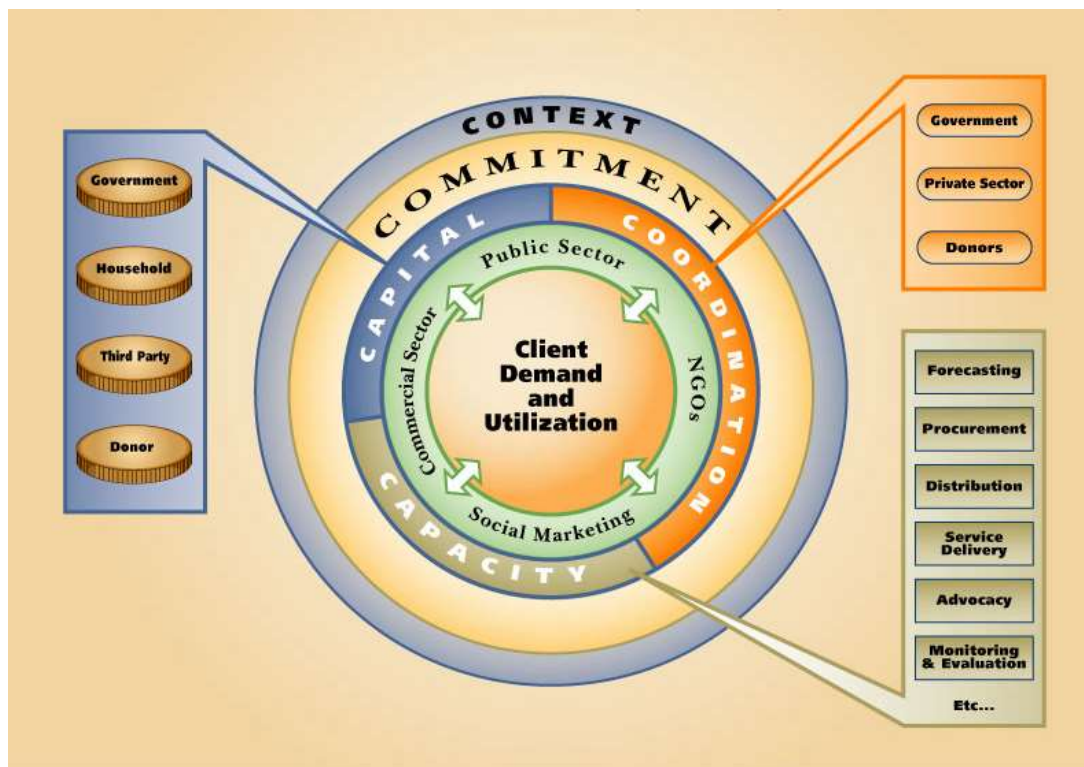 CONTEXT
COMMITMENT
CAPITAL
COORDINATION
CAPACITY
Public Sector
NGOs
Social Marketing
Commercial Sector
Client
Demand
and
Utilization
Government
Household
Third Party
Donor
Government
Private Sector
Donors
Forecasting
Procurement
Distribution
Service
Delivery
Advocacy
Monitoring
& Evaluation
Etc...